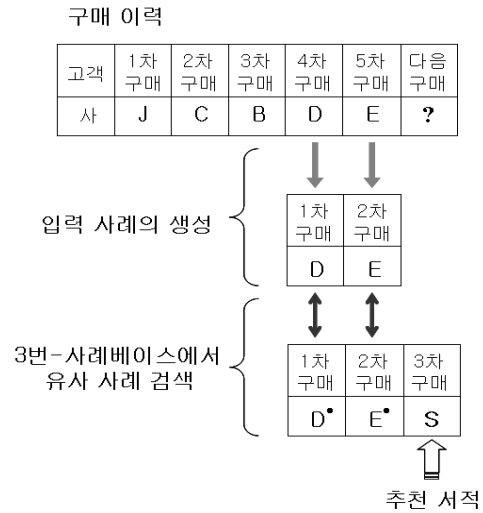 구매 이력
고객 1차 구매 2차 구매 3차 구매 4차 구매 5차 구매 다음 구매
사 J C B D E ?
입력 사례의 생성
1차 구매 2차 구매
D E
3번-사례베이스에서
유사 사례 검색
1차 구매 2차 구매 3차 구매
D• E• S
추천 서적